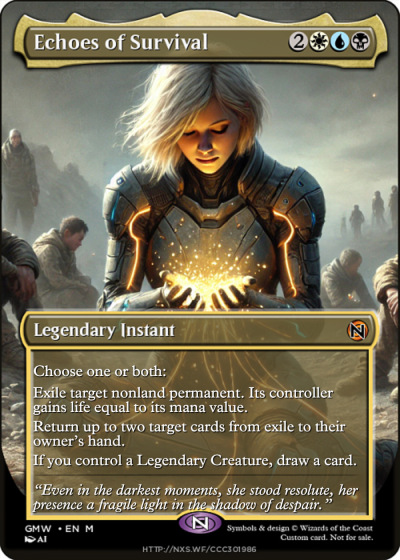 Echoes of Survival 2
Legendary Instant
Choose one or both:
Exile target nonland permanent. Its controller
gains life equal to its mana value.
Return up to two target cards from exile to their
owner's hand.
If you control a Legendary Creature, draw a card.
"Even in the darkest moments, she stood resolute, her
presence a fragile light in the shadow of despair."
GMW • EN M
AI
Symbols & design © Wizards of the Coast
Custom card. Not for sale.
HTTP://NXS.WF/CCC301986